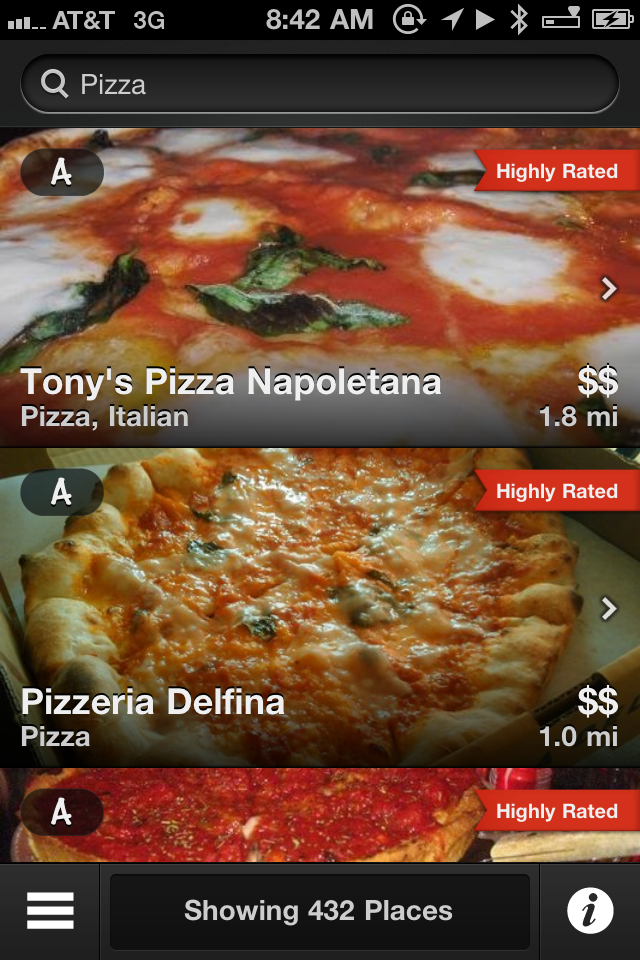 AT&T 3G 8:42 AM
Pizza
A Highly Rated
Tony's Pizza Napoletana $$
Pizza, Italian 1.8 mi
A Highly Rated
Pizzeria Delfina $$
Pizza 1.0 mi
A Highly Rated
Showing 432 Places
i